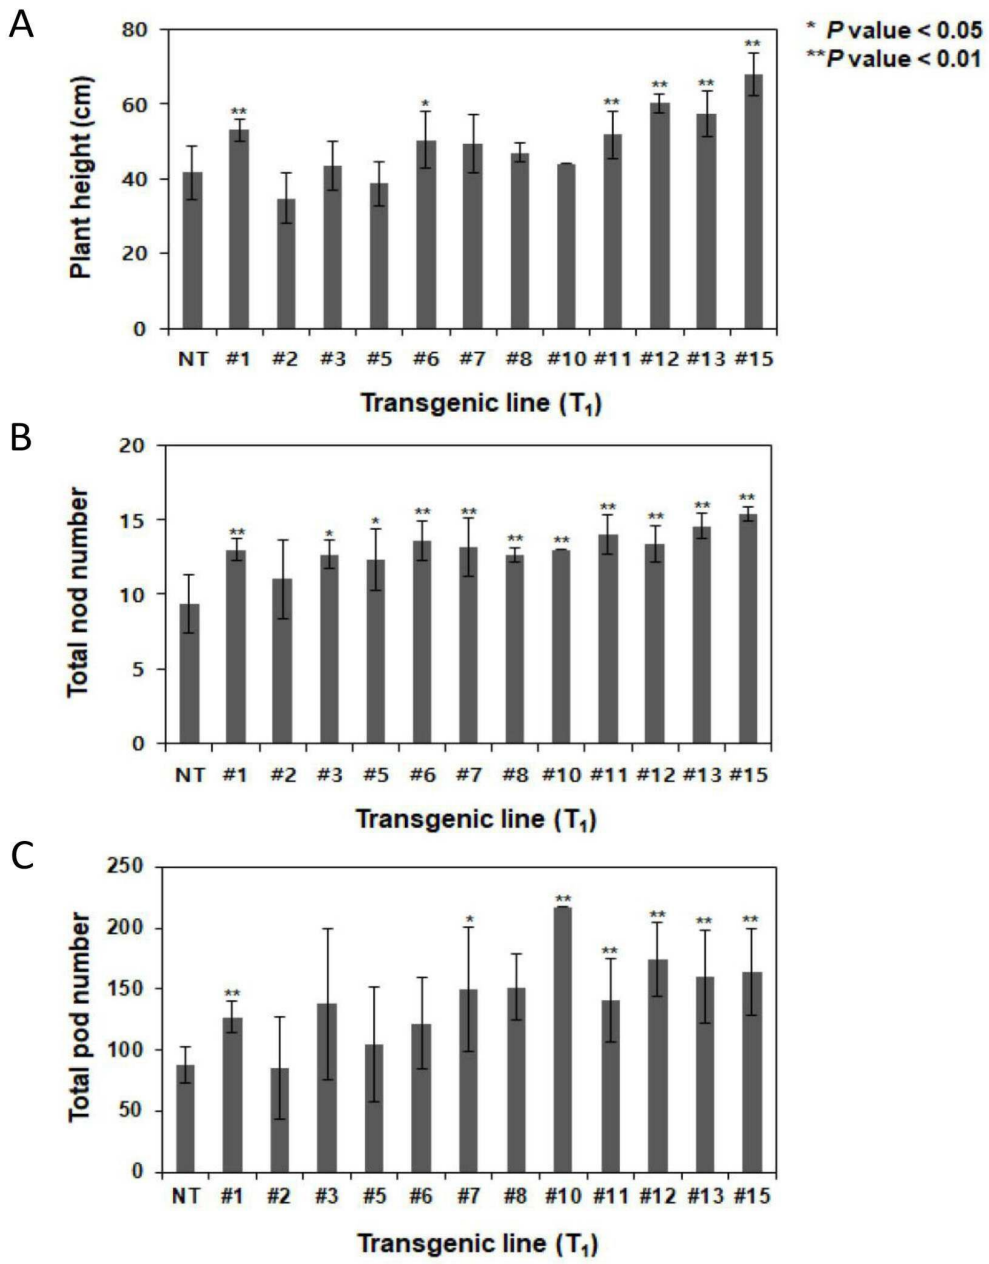 A
* P value < 0.05
**P value < 0.01
Plant height (cm)
80
60
40
20
0
** * ** ** ** **
NT #1 #2 #3 #5 #6 #7 #8 #10 #11 #12 #13 #15
Transgenic line (T₁)
B
Total nod number
20
15
10
5
0
** * * ** ** ** ** ** ** ** **
NT #1 #2 #3 #5 #6 #7 #8 #10 #11 #12 #13 #15
Transgenic line (T₁)
C
Total pod number
250
200
150
100
50
0
** * ** ** ** ** **
NT #1 #2 #3 #5 #6 #7 #8 #10 #11 #12 #13 #15
Transgenic line (T₁)